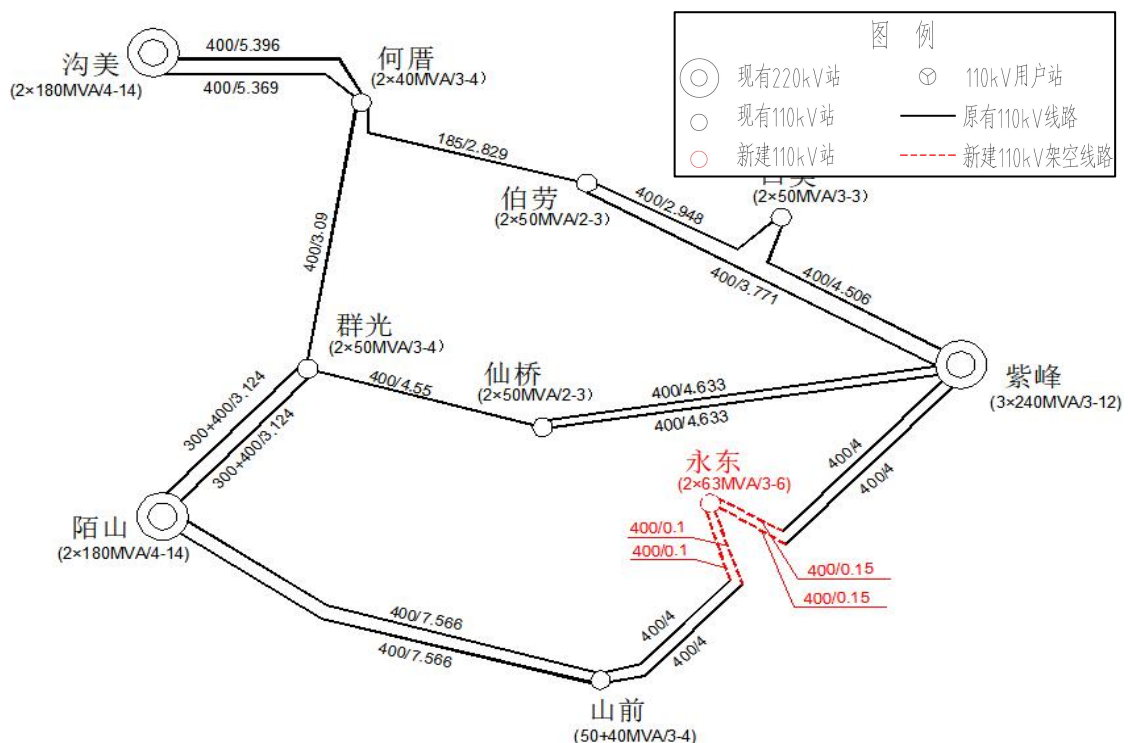 图 例
现有220kV站
110kV用户站
现有110kV站
原有110kV线路
新建110kV站
新建110kV架空线路
沟美
(2×180MVA/4-14)
400/5.396
400/5.369
何厝
(2×40MVA/3-4)
185/2.829
伯劳
(2×50MVA/2-3)
400/2.948
(2×50MVA/3-3)
400/3.771
400/4.506
400/3.09
群光
(2×50MVA/3-4)
400/4.55
仙桥
(2×50MVA/2-3)
400/4.633
400/4.633
紫峰
(3×240MVA/3-12)
300+400/3.124
300+400/3.124
陌山
(2×180MVA/4-14)
永东
(2×63MVA/3-6)
400/4
400/4
400/0.1
400/0.1
400/0.15
400/0.15
400/7.566
400/7.566
400/4
400/4
山前
(50+40MVA/3-4)